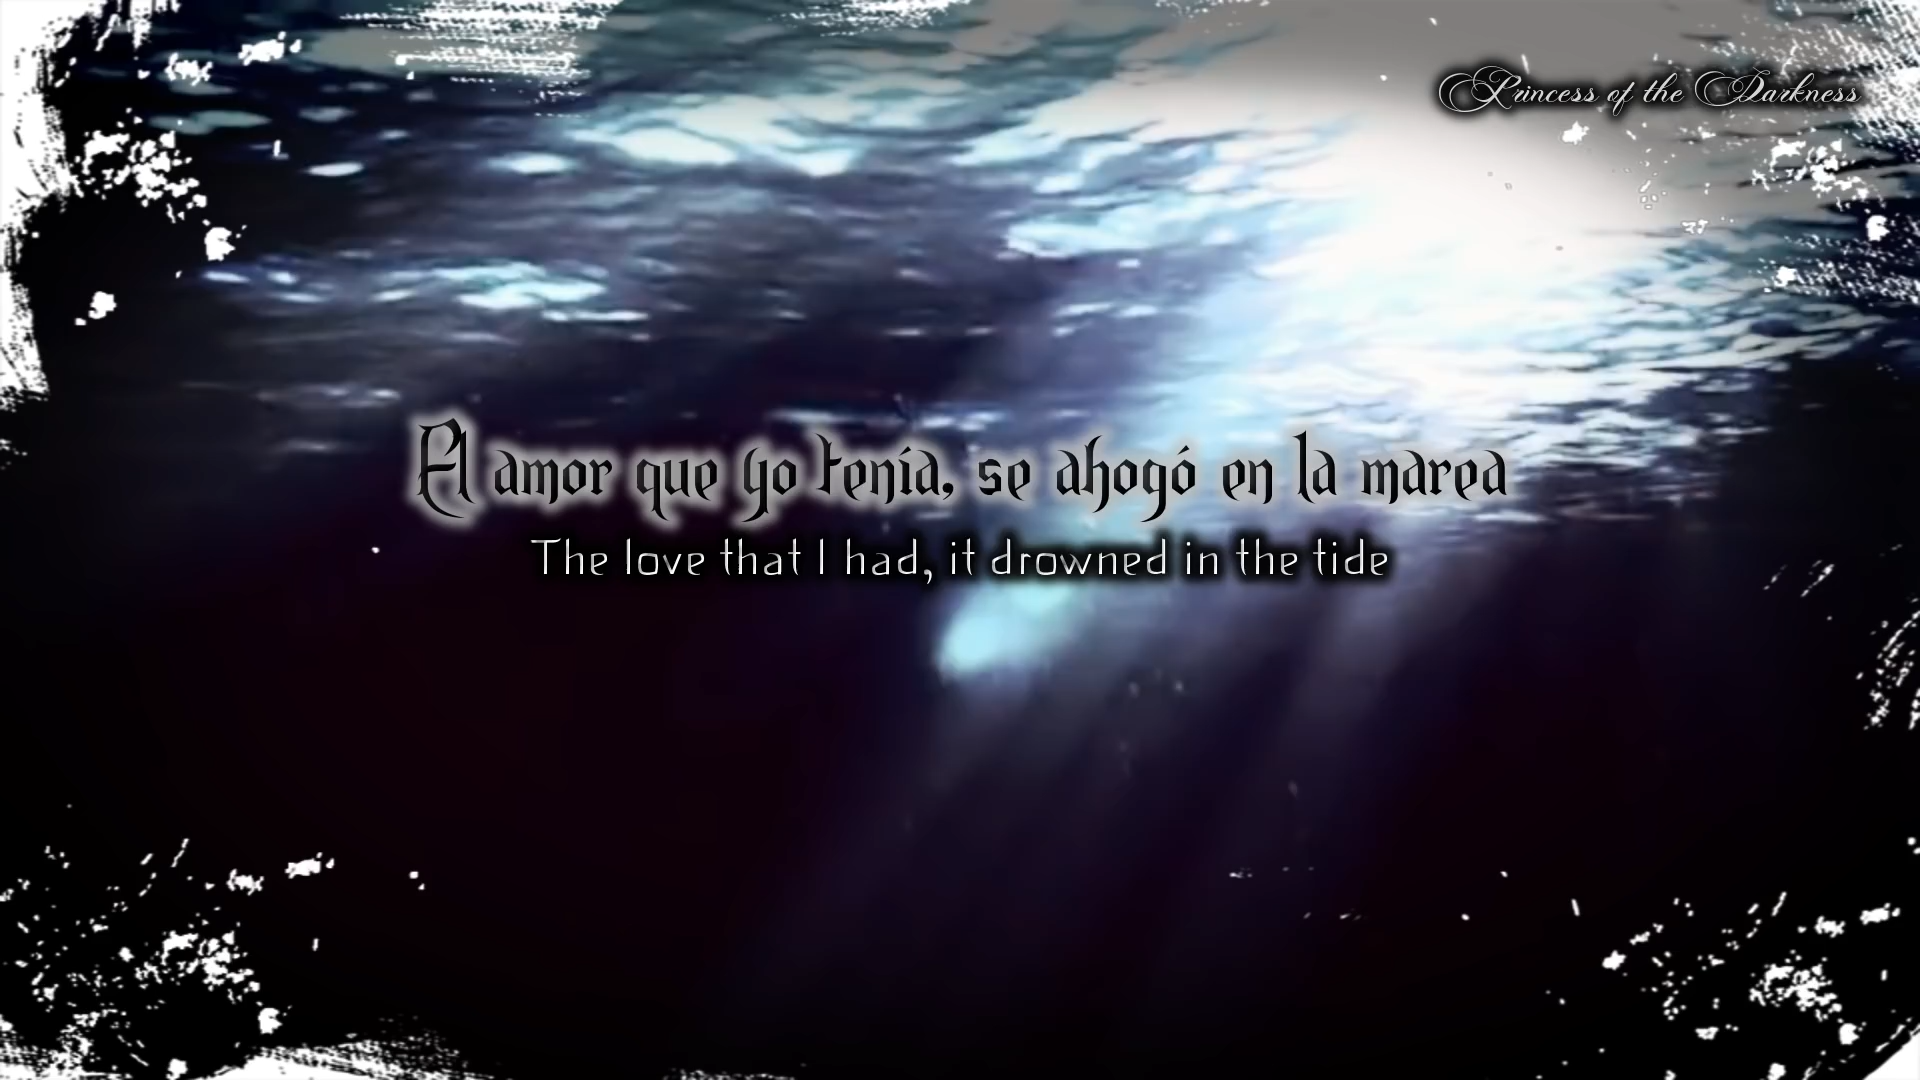 Princess of the Darkness
El amor que yo tenía, se ahogó en la marea
The love that I had, it drowned in the tide